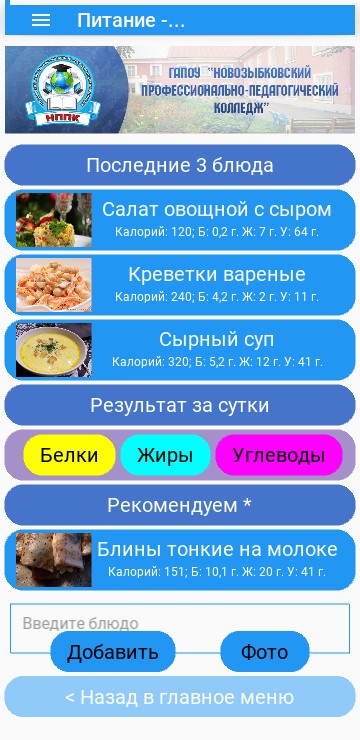 Питание -...
НППК
ГАПОУ "НОВОЗЫБКОВСКИЙ
ПРОФЕССИОНАЛЬНО-ПЕДАГОГИЧЕСКИЙ
КОЛЛЕДЖ"
Последние 3 блюда
Салат овощной с сыром
Калорий: 120; Б: 0,2 г. Ж: 7 г. У: 64 г.
Креветки вареные
Калорий: 240; Б: 4,2 г. Ж: 2 г. У: 11 г.
Сырный суп
Калорий: 320; Б: 5,2 г. Ж: 12 г. У: 41 г.
Результат за сутки
Белки Жиры Углеводы
Рекомендуем *
Блины тонкие на молоке
Калорий: 151; Б: 10,1 г. Ж: 20 г. У: 41 г.
Введите блюдо
Добавить Фото
< Назад в главное меню